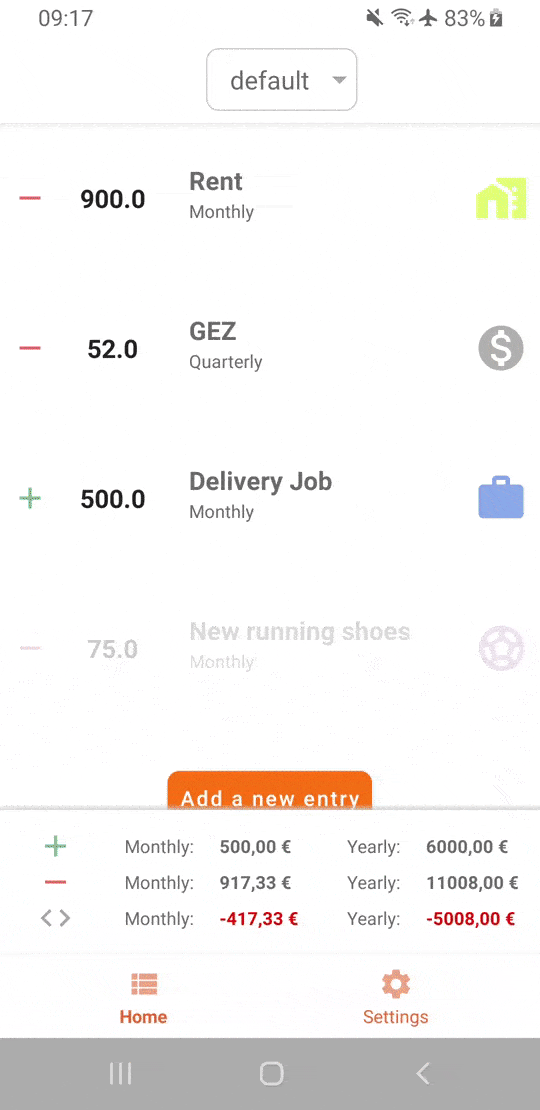 09:17 83%
default
900.0 Rent
Monthly
52.0 GEZ
Quarterly
500.0 Delivery Job
Monthly
75.0 New running shoes
Monthly
Add a new entry
Monthly: 500,00 € Yearly: 6000,00 €
Monthly: 917,33 € Yearly: 11008,00 €
Monthly: -417,33 € Yearly: -5008,00 €
Home Settings